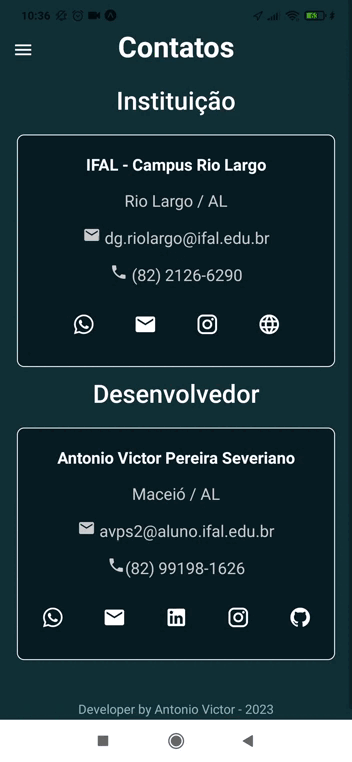 10:36
Contatos
Instituição
IFAL - Campus Rio Largo
Rio Largo / AL
dg.riolargo@ifal.edu.br
(82) 2126-6290
Desenvolvedor
Antonio Victor Pereira Severiano
Maceió / AL
avps2@aluno.ifal.edu.br
(82) 99198-1626
Developer by Antonio Victor - 2023